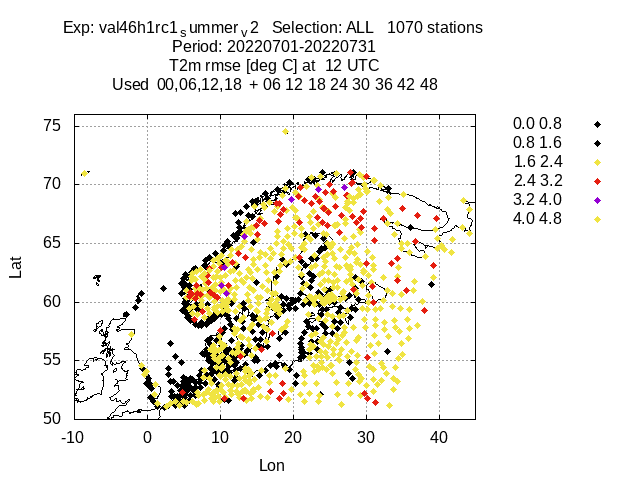 Exp: val46h1rc1summerv2 Selection: ALL 1070 stations
Period: 20220701-20220731
T2m rmse [deg C] at 12 UTC
Used 00,06,12,18 + 06 12 18 24 30 36 42 48
0.0 0.8
0.8 1.6
1.6 2.4
2.4 3.2
3.2 4.0
4.0 4.8
75
70
65
60
55
50
Lat
-10 0 10 20 30 40
Lon